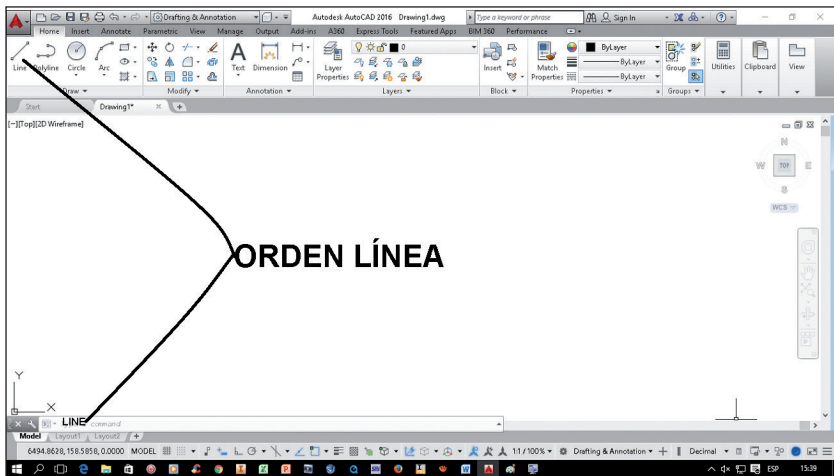 Drafting & Annotation
Autodesk AutoCAD 2016 Drawing1.dwg
Type a keyword or phrase
Sign In
Home Insert Annotate Parametric View Manage Output Add-ins A360 Express Tools Featured Apps BIM 360 Performance
0
ByLayer
ByLayer
ByLayer
Line Polyline Circle Arc
Text Dimension
Layer Properties
Insert
Match Properties
Group
Utilities
Clipboard
View
Draw Modify Annotation Layers Block Properties Groups
Start Drawing1*
[−][Top][2D Wireframe]
N
W TOP E
S
WCS
ORDEN LÍNEA
Y
X
LINE command
Model Layout1 Layout2 +
6494.8628, 158.5858, 0.0000 MODEL 1:1 / 100% Drafting & Annotation Decimal
ESP 15:39